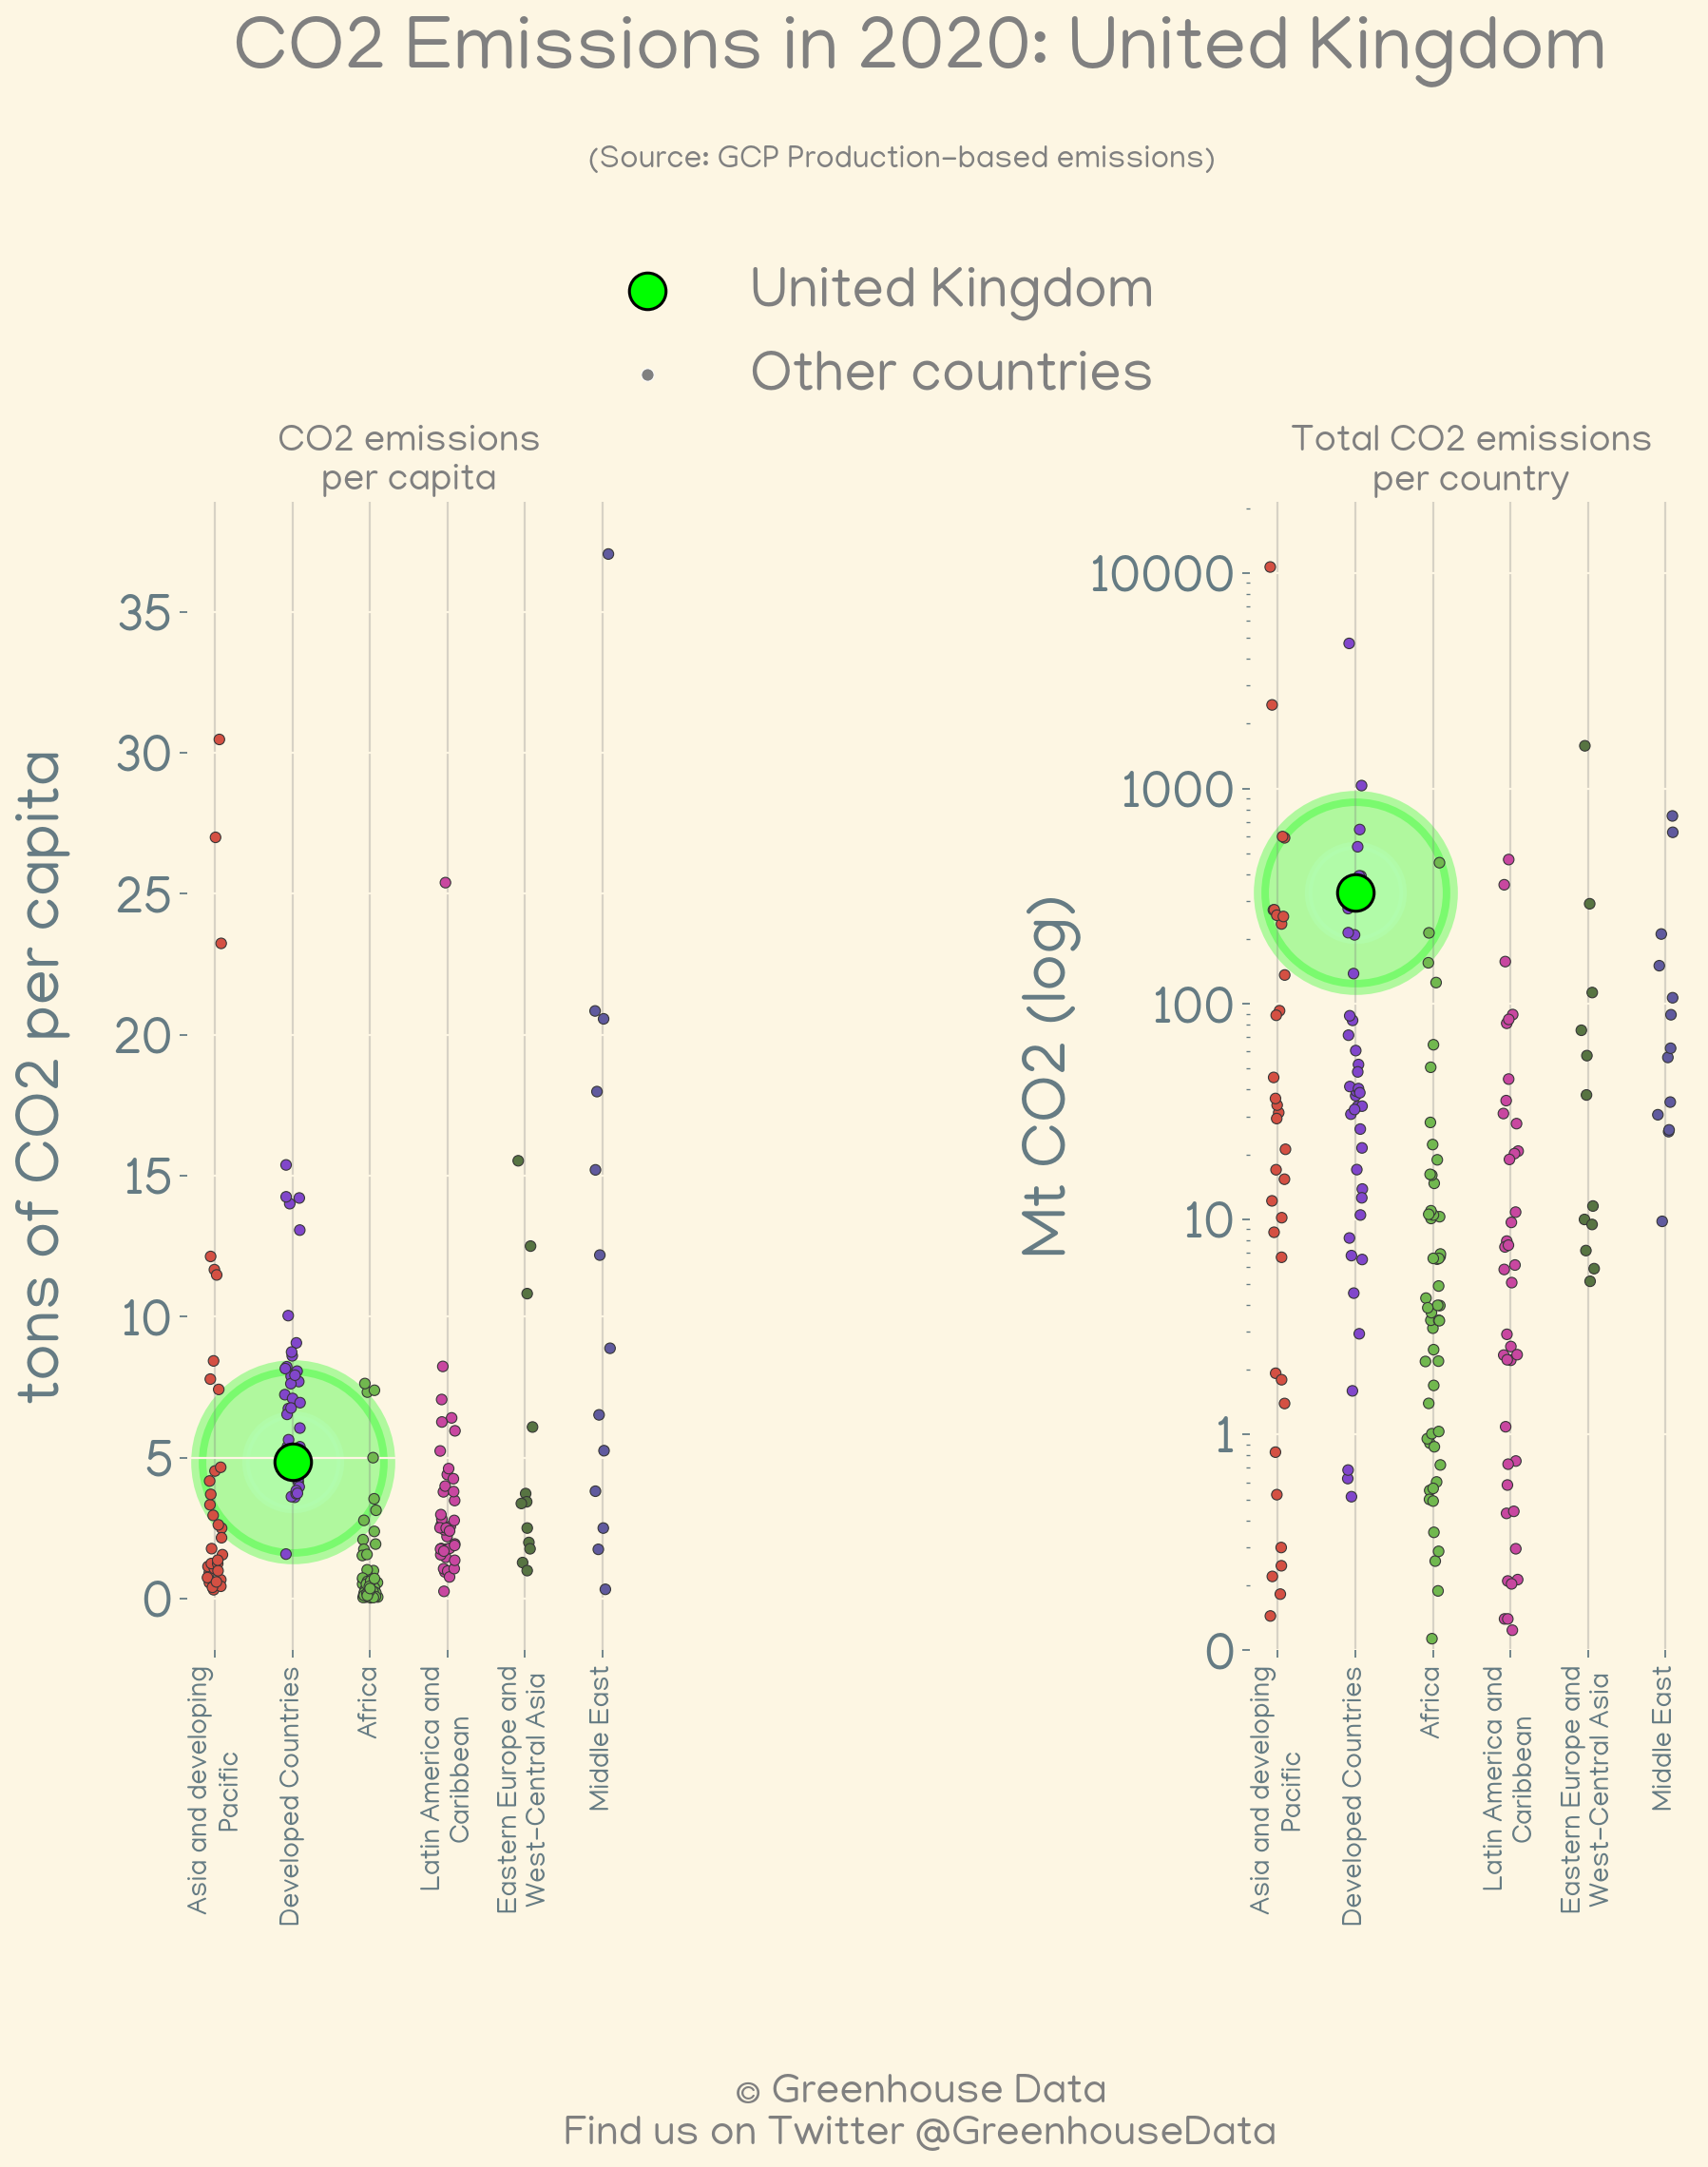 CO2 Emissions in 2020: United Kingdom
(Source: GCP Production-based emissions)
United Kingdom
Other countries
CO2 emissions
per capita
tons of CO2 per capita
35
30
25
20
15
10
5
0
Asia and developing
Pacific
Developed Countries
Africa
Latin America and
Caribbean
Eastern Europe and
West-Central Asia
Middle East
Total CO2 emissions
per country
Mt CO2 (log)
10000
1000
100
10
1
0
Asia and developing
Pacific
Developed Countries
Africa
Latin America and
Caribbean
Eastern Europe and
West-Central Asia
Middle East
© Greenhouse Data
Find us on Twitter @GreenhouseData